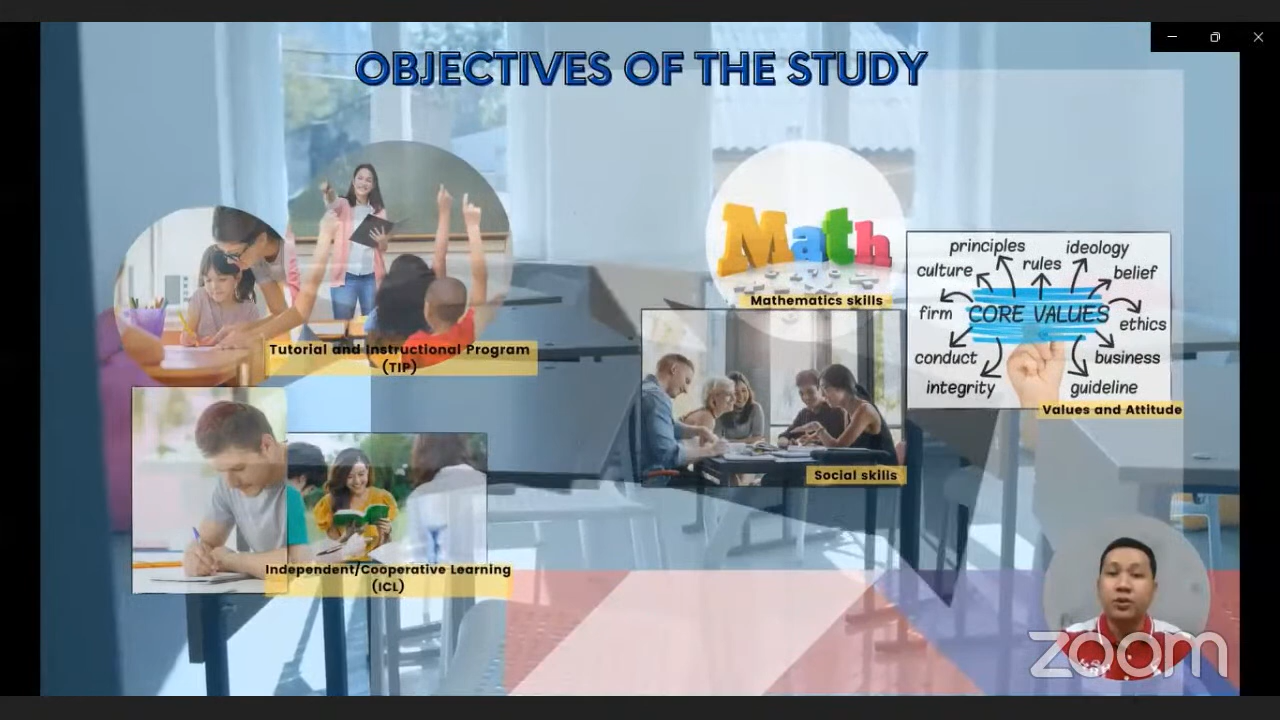 OBJECTIVES OF THE STUDY
Math
Mathematics skills
principles
ideology
culture
rules
belief
firm
CORE VALUES
ethics
conduct
business
integrity
guideline
Values and Attitude
Tutorial and Instructional Program
(TIP)
Social skills
Independent/Cooperative Learning
(ICL)
zoom